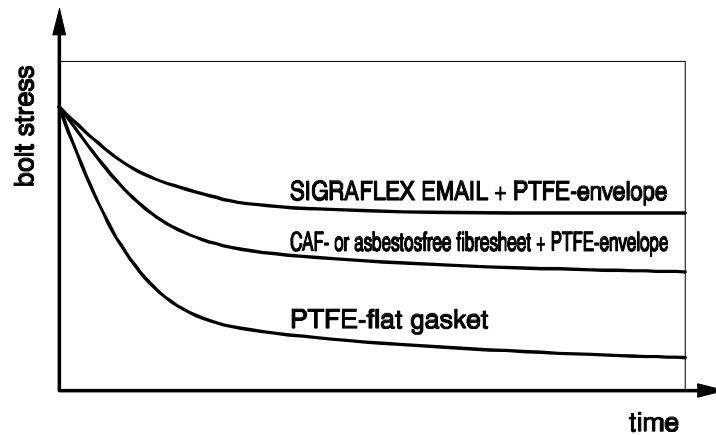 bolt stress
SIGRAFLEX EMAIL + PTFE-envelope
CAF- or asbestosfree fibresheet + PTFE-envelope
PTFE-flat gasket
time